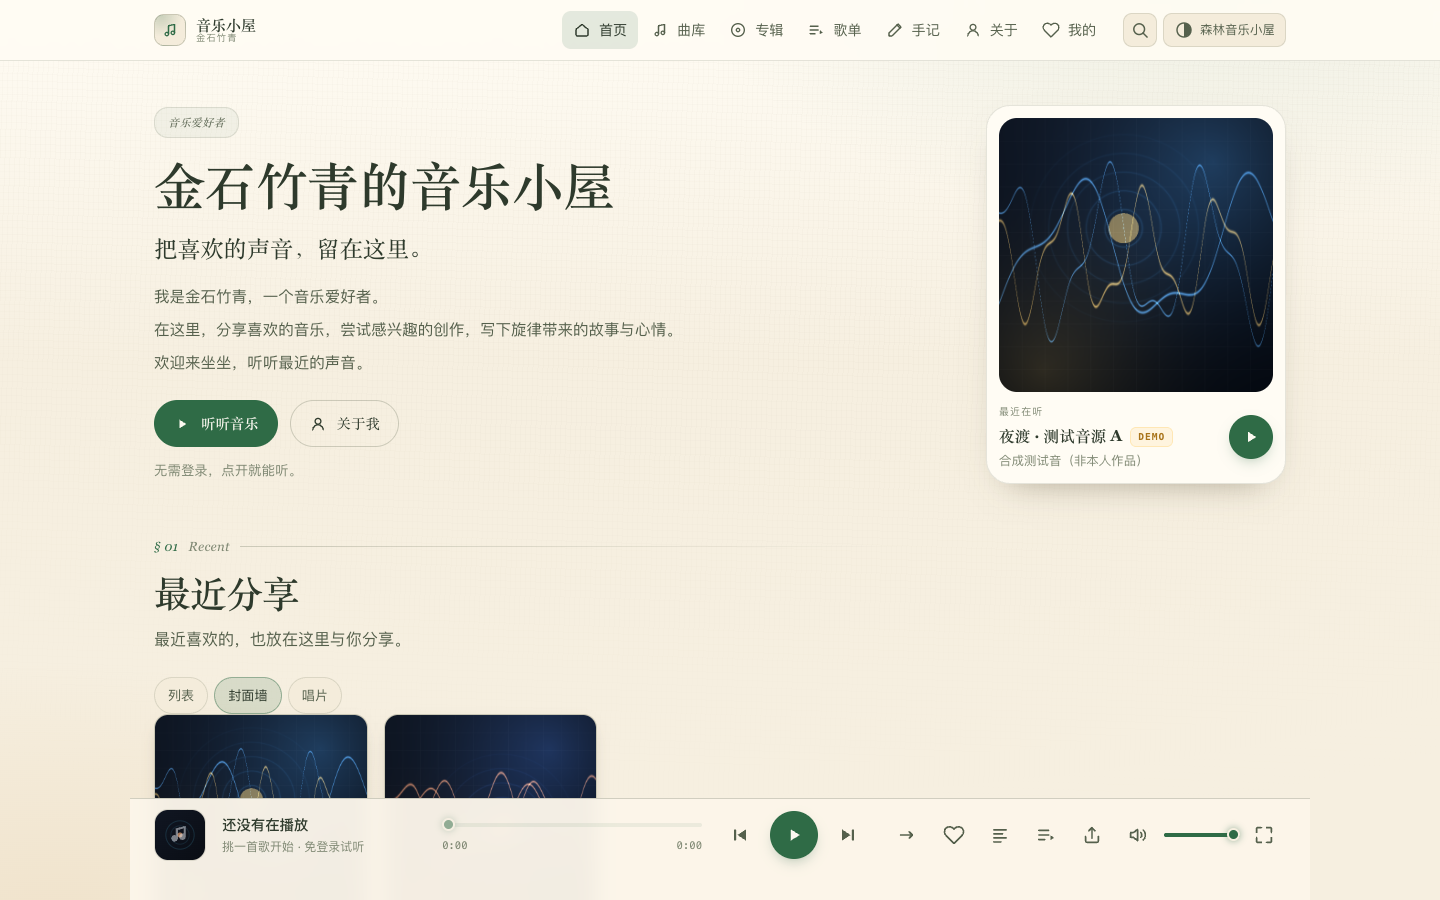 音乐小屋
金石竹青
首页
曲库
专辑
歌单
手记
关于
我的
森林音乐小屋
音乐爱好者
金石竹青的音乐小屋
把喜欢的声音，留在这里。
我是金石竹青，一个音乐爱好者。
在这里，分享喜欢的音乐，尝试感兴趣的创作，写下旋律带来的故事与心情。
欢迎来坐坐，听听最近的声音。
听听音乐
关于我
无需登录，点开就能听。
最近在听
夜渡·测试音源 A DEMO
合成测试音（非本人作品）
§ 01 Recent
最近分享
最近喜欢的，也放在这里与你分享。
列表
封面墙
唱片
还没有在播放
挑一首歌开始 · 免登录试听
0:00
0:00